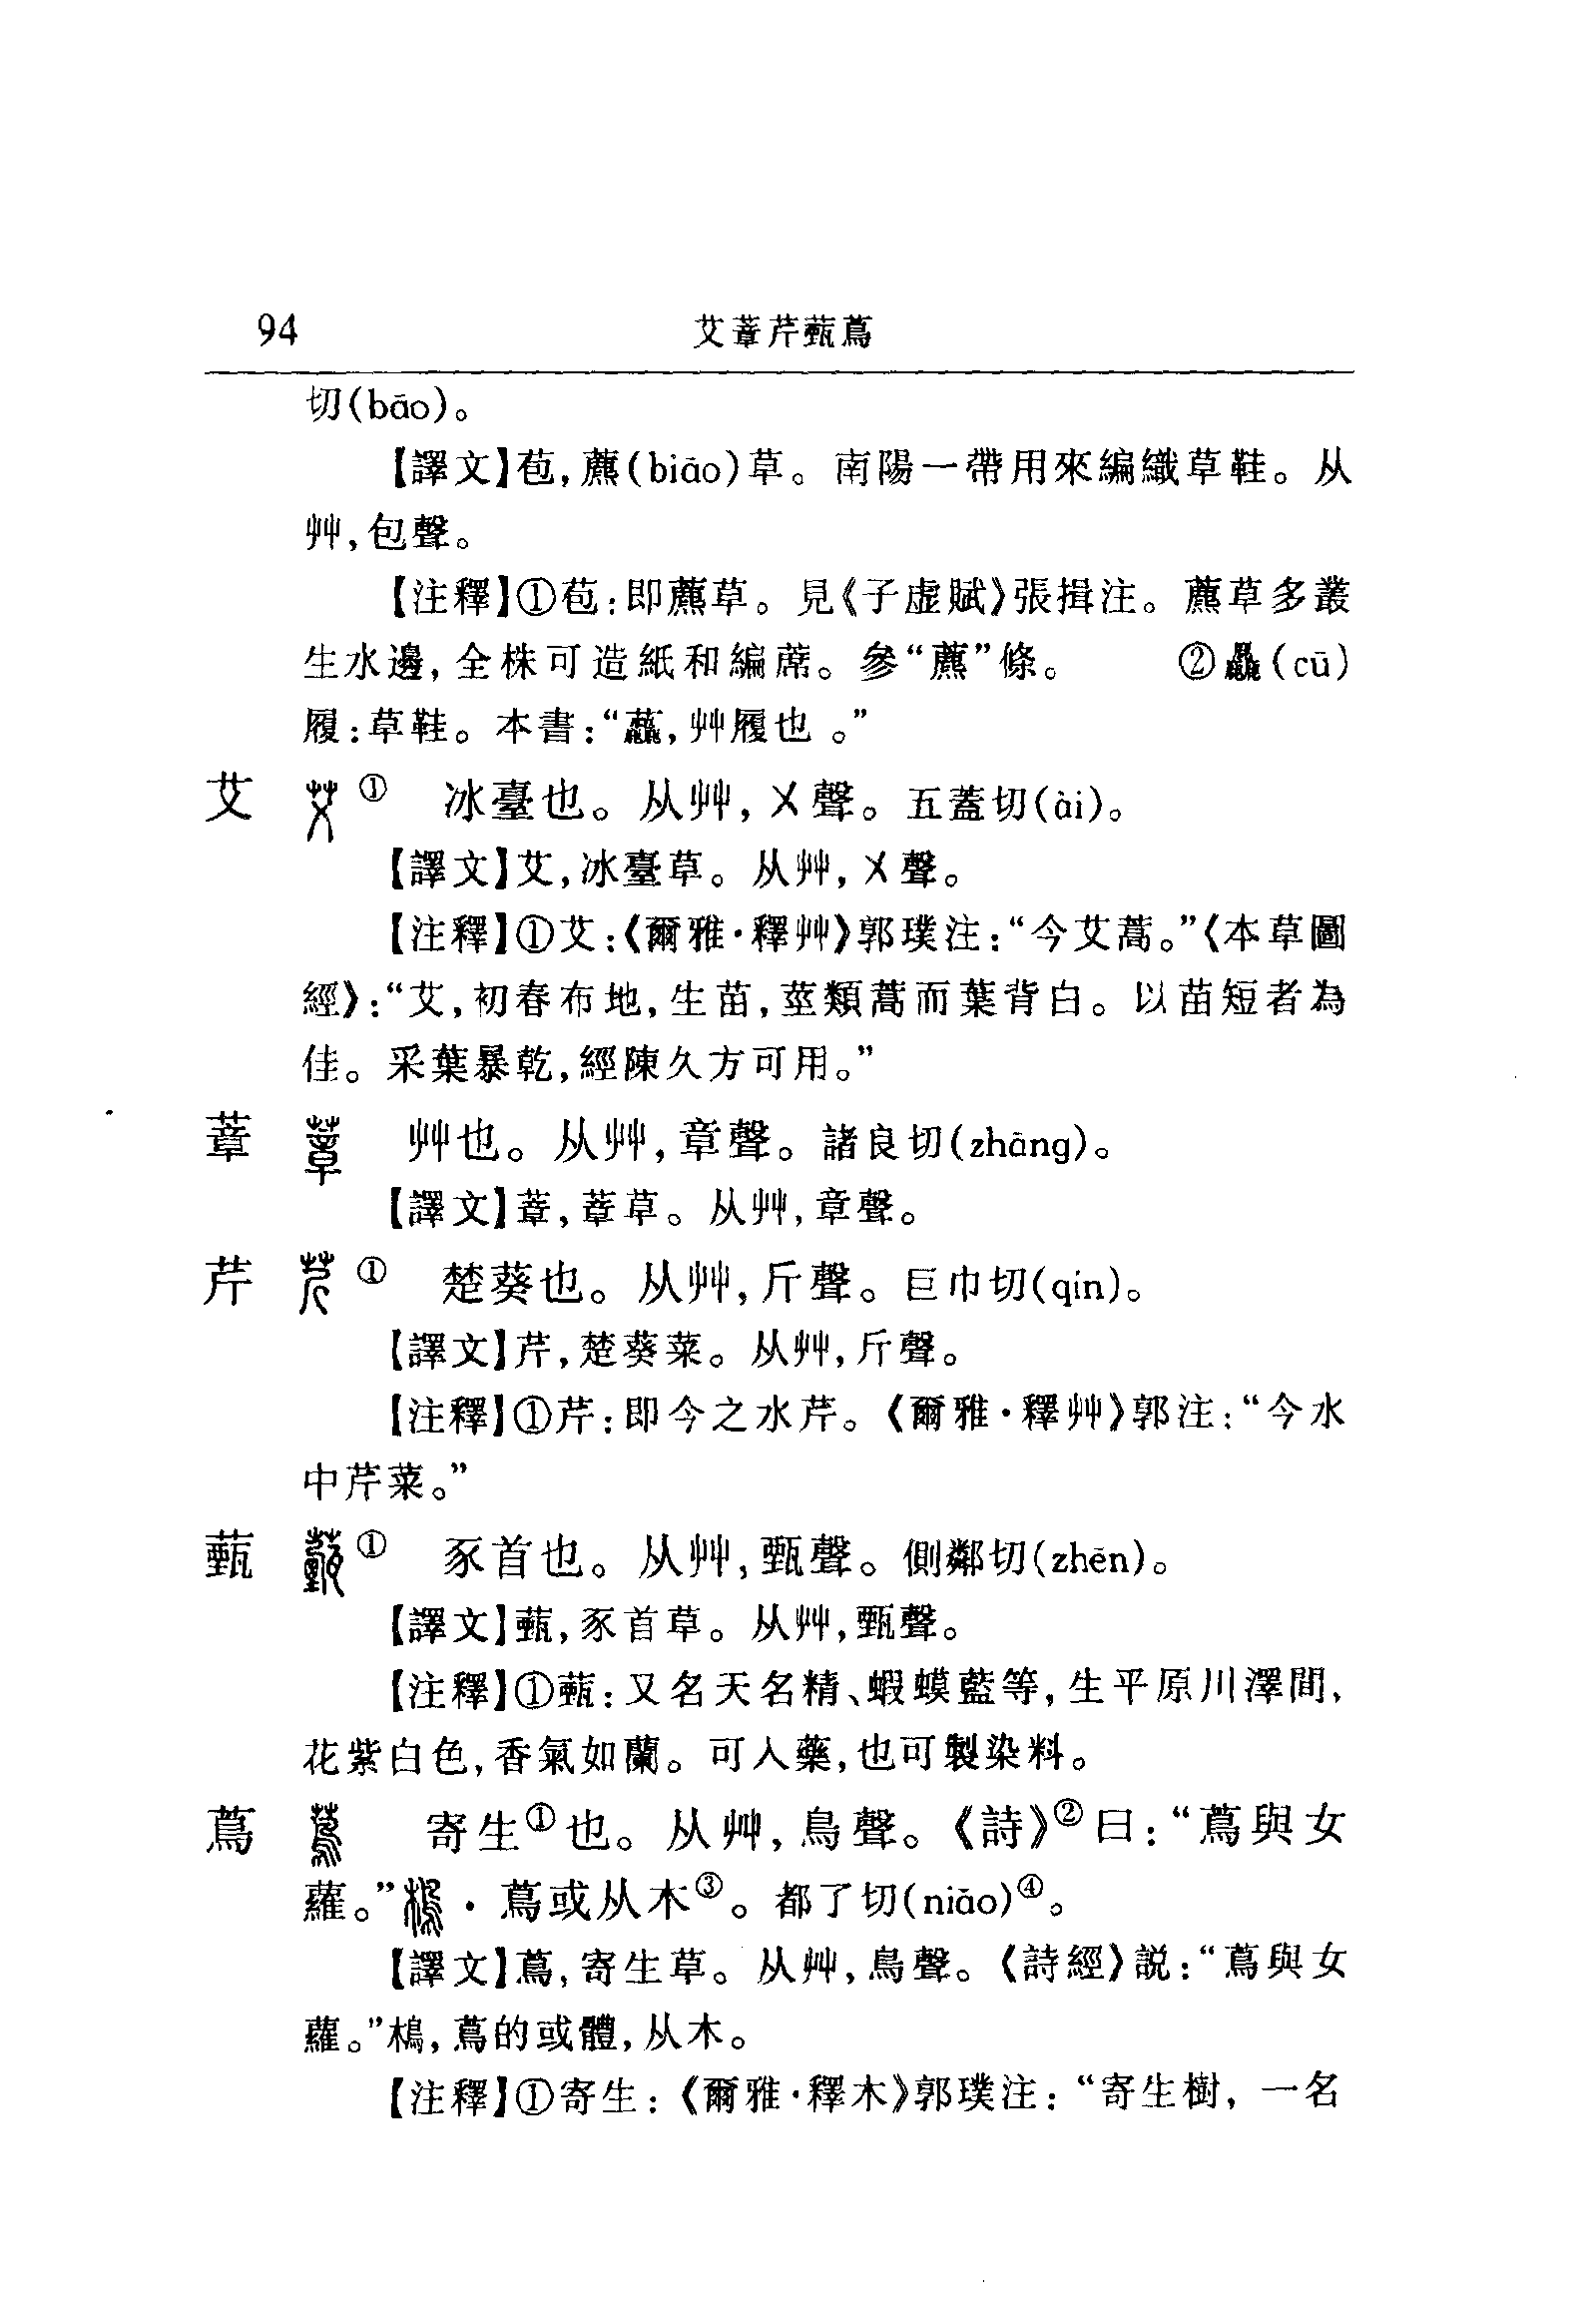 94 艾葦芹藈蔦
切(bāo)。
【譯文】苞,藨(biāo)草。南陽一帶用來編織草鞋。从
艸,包聲。
【注釋】①苞:即藨草。見《子虛賦》張揖注。藨草多叢
生水邊,全株可造紙和編蓆。參“藨”條。 ②麤(cū)
履:草鞋。本書:“䕲,艸履也。”
艾 ① 冰臺也。从艸,乂聲。五蓋切(ài)。
【譯文】艾,冰臺草。从艸,乂聲。
【注釋】①艾:《爾雅·釋艸》郭璞注:“今艾蒿。”《本草圖
經》:“艾,初春布地,生苗,莖類蒿而葉背白。以苗短者為
佳。采葉暴乾,經陳久方可用。”
蔁 艸也。从艸,章聲。諸良切(zhāng)。
【譯文】蔁,蔁草。从艸,章聲。
芹 ① 楚葵也。从艸,斤聲。巨巾切(qín)。
【譯文】芹,楚葵菜。从艸,斤聲。
【注釋】①芹:即今之水芹。《爾雅·釋艸》郭注:“今水
中芹菜。”
薽 ① 豕首也。从艸,甄聲。側鄰切(zhēn)。
【譯文】薽,豕首草。从艸,甄聲。
【注釋】①薽:又名天名精、蝦蟆藍等,生平原川澤間,
花紫白色,香氣如蘭。可入藥,也可製染料。
蔦 寄生①也。从艸,鳥聲。《詩》②曰:“蔦與女
蘿。”·蔦或从木③。都了切(niǎo)④。
【譯文】蔦,寄生草。从艸,鳥聲。《詩經》説:“蔦與女
蘿。”樢,蔦的或體,从木。
【注釋】①寄生:《爾雅·釋木》郭璞注:“寄生樹,一名